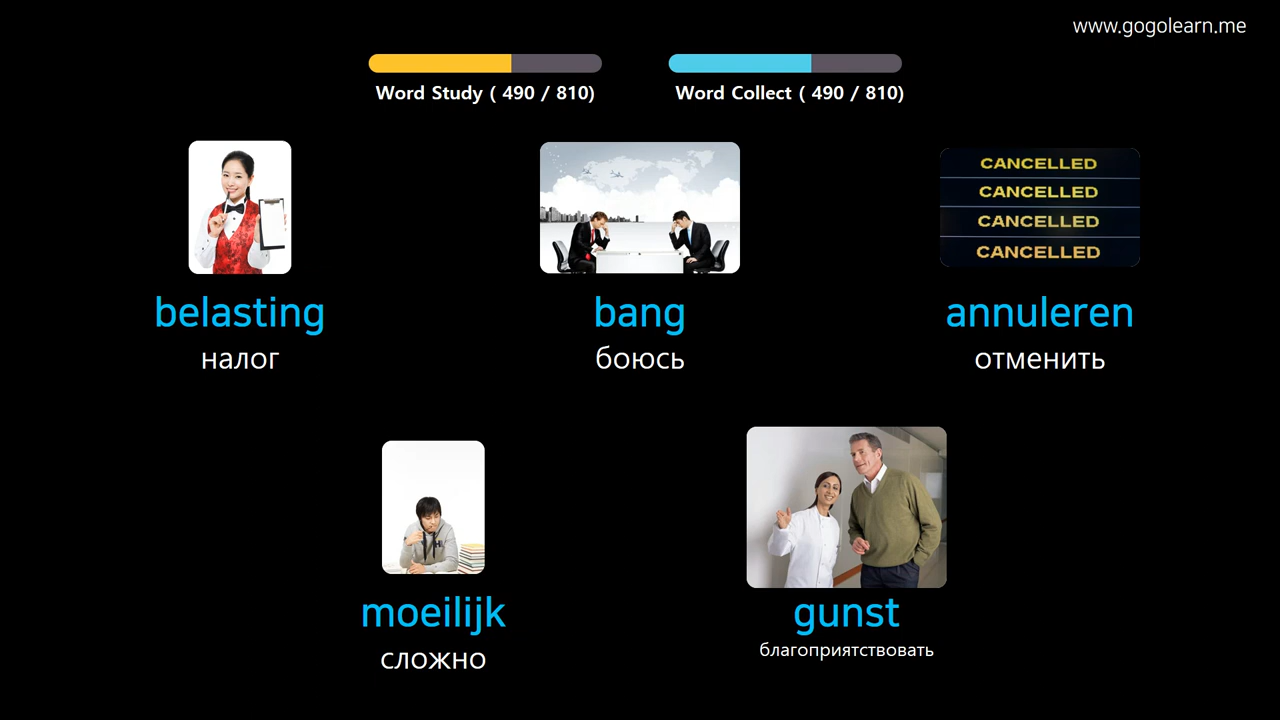 www.gogolearn.me
Word Study ( 490 / 810)
Word Collect ( 490 / 810)
CANCELLED
CANCELLED
CANCELLED
CANCELLED
belasting
налог
bang
боюсь
annuleren
отменить
moeilijk
сложно
gunst
благоприятствовать